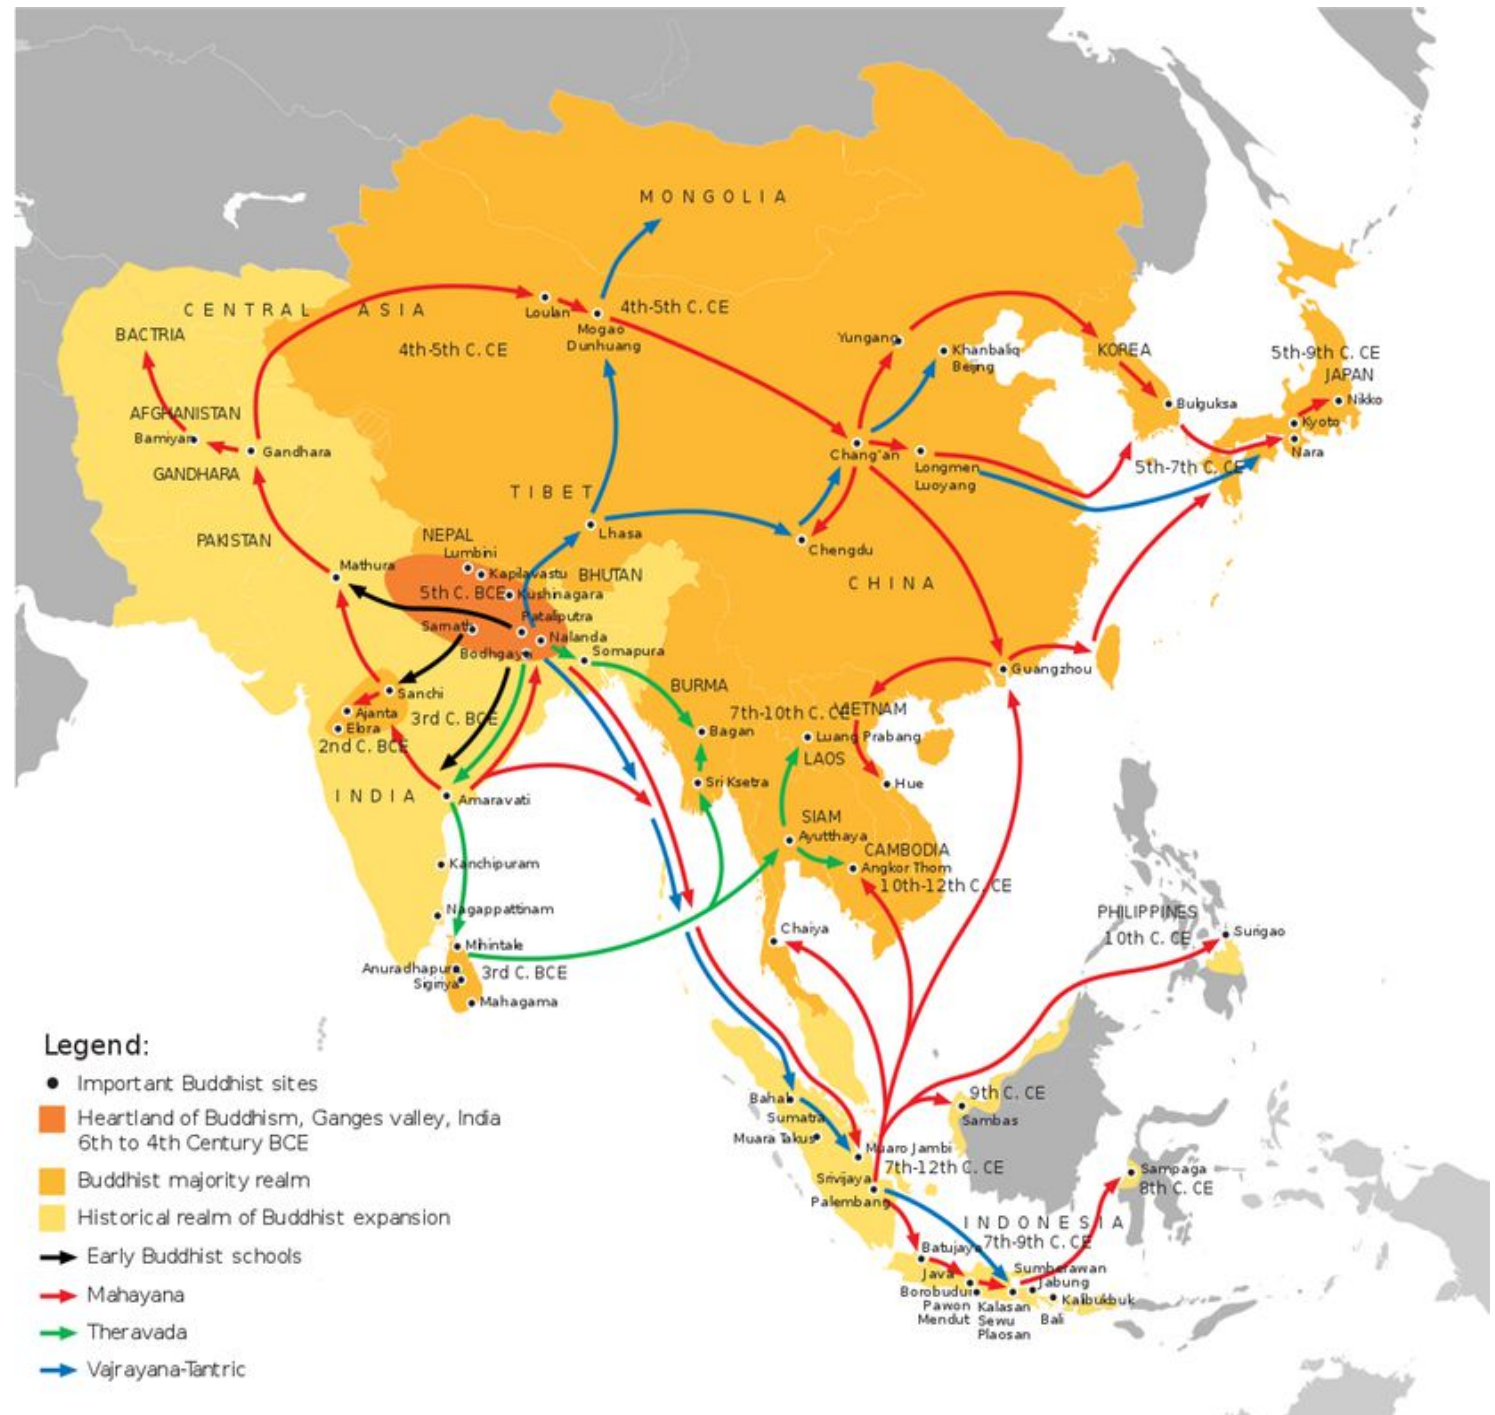 MONGOLIA
CENTRAL ASIA
BACTRIA
Loulan
Mogao
Dunhuang
4th-5th C. CE
4th-5th C. CE
Yungang
Khanbaliq
Beijng
KOREA
5th-9th C. CE
JAPAN
Nikko
Bulguksa
Kyoto
Nara
5th-7th C. CE
AFGHANISTAN
Bamiyan
Gandhara
GANDHARA
Chang'an
Longmen
Luoyang
TIBET
Lhasa
Chengdu
CHINA
PAKISTAN
NEPAL
Lumbini
Mathura
Kapilavastu
BHUTAN
5th C. BCE
Kushinagara
Pataliputra
Sarnath
Nalanda
Bodhgaya
Somapura
Guangzhou
Sanchi
Ajanta
Ellora
3rd C. BCE
2nd C. BCE
BURMA
7th-10th C. CE
VIETNAM
Bagan
Luang Prabang
LAOS
Sri Ksetra
Hue
INDIA
Amaravati
SIAM
Ayutthaya
CAMBODIA
Angkor Thom
10th-12th C. CE
Kanchipuram
Nagappattinam
PHILIPPINES
10th C. CE
Surigao
Chaiya
Mihintale
Anuradhapura
Sigiriya
3rd C. BCE
Mahagama
Legend:
Important Buddhist sites
Heartland of Buddhism, Ganges valley, India
6th to 4th Century BCE
Buddhist majority realm
Historical realm of Buddhist expansion
Early Buddhist schools
Mahayana
Theravada
Vajrayana-Tantric
Bahal
Sumatra
Muara Takus
Muaro Jambi
7th-12th C. CE
Srivijaya
Palembang
9th C. CE
Sambas
Sampaga
8th C. CE
INDONESIA
7th-9th C. CE
Batujaya
Java
Sumberawan
Jabung
Borobudur
Pawon
Mendut
Kalasan
Sewu
Plaosan
Kalibukbuk
Bali